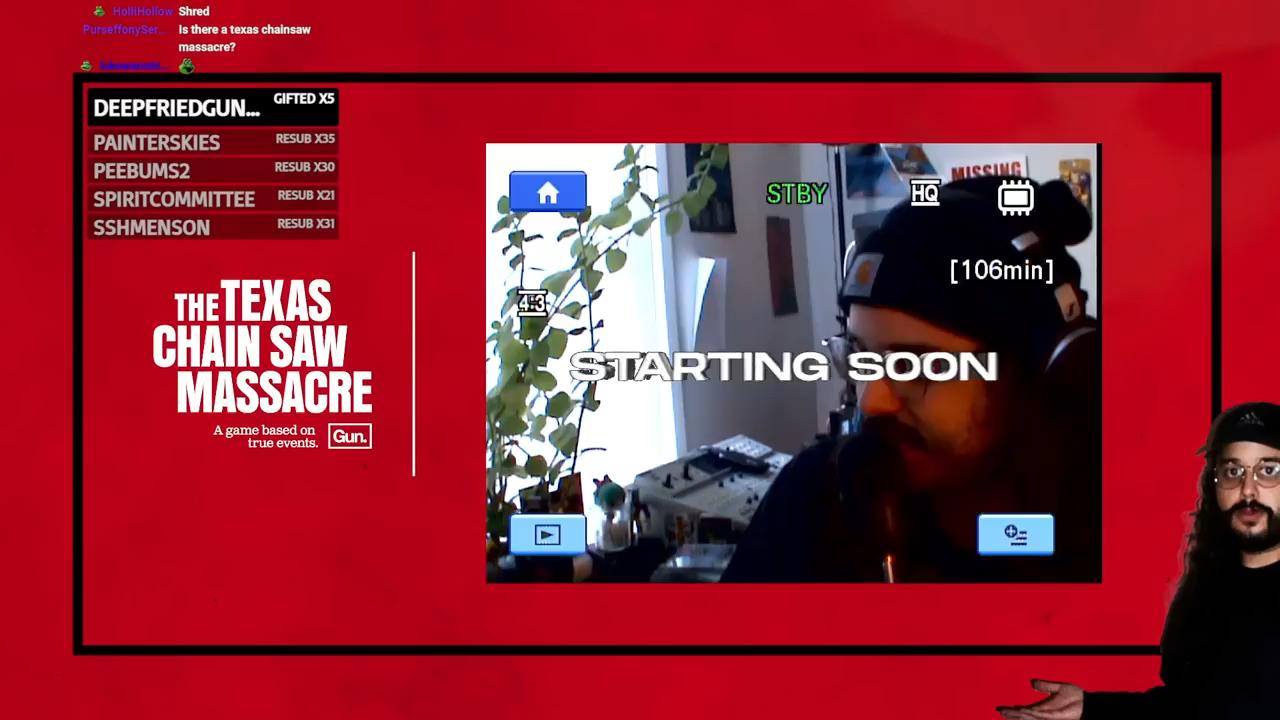 HolliHollow Shred
PurseffonySer... Is there a texas chainsaw
massacre?
DEEPFRIEDGUN... GIFTED X5
PAINTERSKIES RESUB X35
PEEBUMS2 RESUB X30
SPIRITCOMMITTEE RESUB X21
SSHMENSON RESUB X31
THE TEXAS
CHAIN SAW
MASSACRE
A game based on
true events.
Gun.
STBY
HQ
MISSING
[106min]
4:3
STARTING SOON